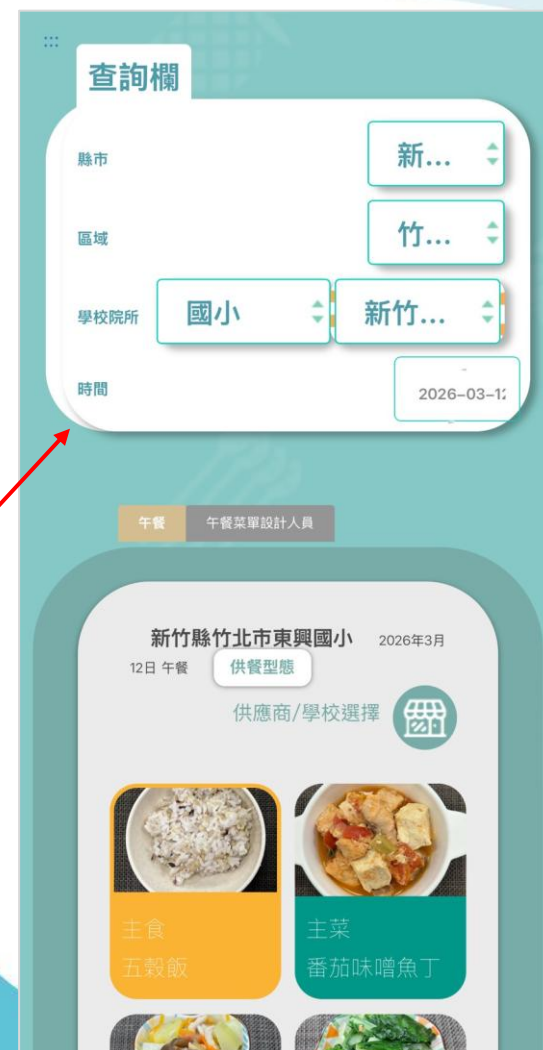 :::
查詢欄
縣市 新...
區域 竹...
學校院所 國小 新竹...
時間 2026-03-12
午餐 午餐菜單設計人員
新竹縣竹北市東興國小 2026年3月
12日 午餐 供餐型態
供應商/學校選擇
主食 主菜
五穀飯 番茄味噌魚丁